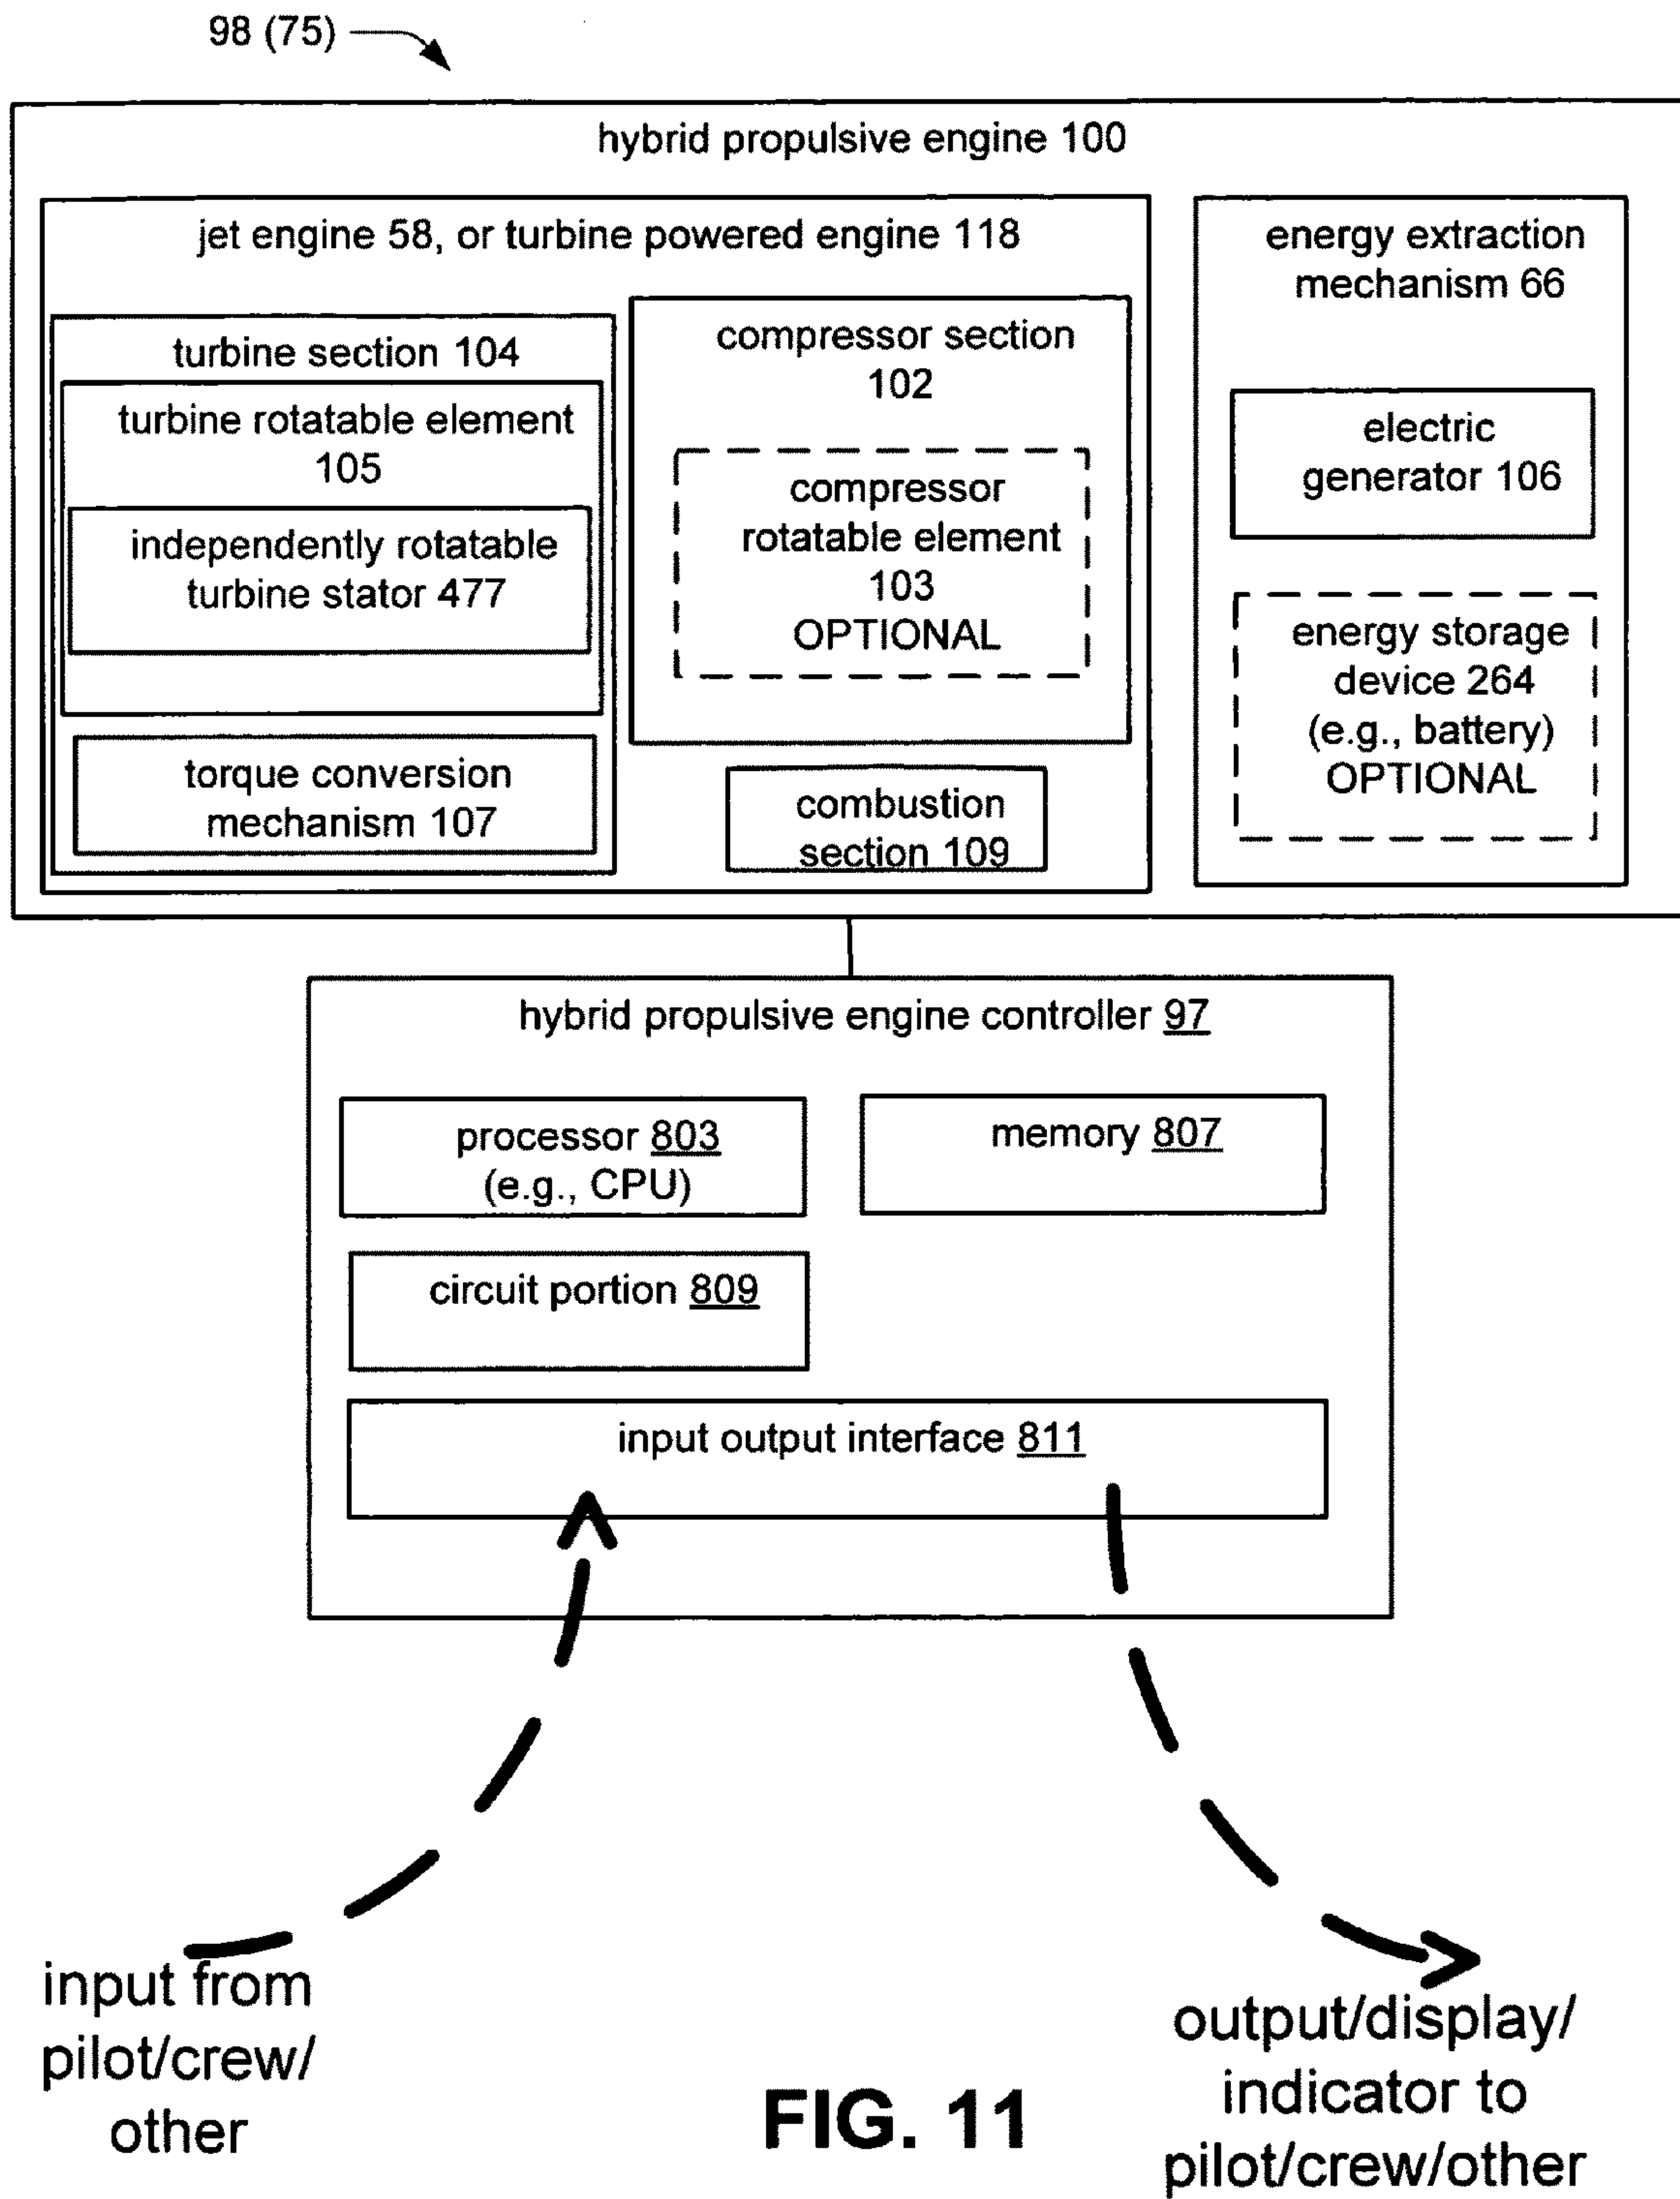 98 (75)
hybrid propulsive engine 100
jet engine 58, or turbine powered engine 118
turbine section 104
turbine rotatable element
105
independently rotatable
turbine stator 477
torque conversion
mechanism 107
compressor section
102
compressor
rotatable element
103
OPTIONAL
combustion
section 109
energy extraction
mechanism 66
electric
generator 106
energy storage
device 264
(e.g., battery)
OPTIONAL
hybrid propulsive engine controller 97
processor 803
(e.g., CPU)
memory 807
circuit portion 809
input output interface 811
input from
pilot/crew/
other
output/display/
indicator to
pilot/crew/other
FIG. 11